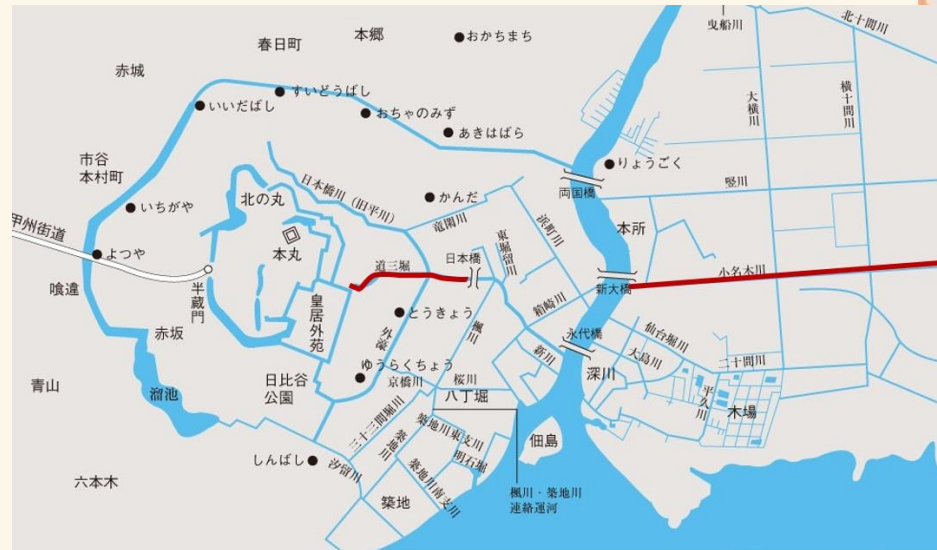 曳船川
北十間川
本郷
おかちまち
春日町
赤城
すいどうばし
いいだばし
おちゃのみず
あきはばら
大横川
横十間川
市谷
本村町
りょうごく
両国橋
竪川
日本橋川（旧平川）
北の丸
かんだ
いちがや
竜閑川
浜町川
東堀留川
本所
甲州街道
よつや
本丸
日本橋
道三堀
小名木川
新大橋
喰違
半蔵門
皇居外苑
とうきょう
箱崎川
楓川
外濠
永代橋
仙台堀川
赤坂
新川
大島川
二十間川
ゆうらくちょう
日比谷
公園
京橋川
桜川
深川
青山
溜池
八丁堀
平久川
木場
三十三間堀川
築地川
築地川東支川
佃島
しんばし
汐留川
明石堀
築地川南支川
六本木
築地
楓川・築地川
連絡運河